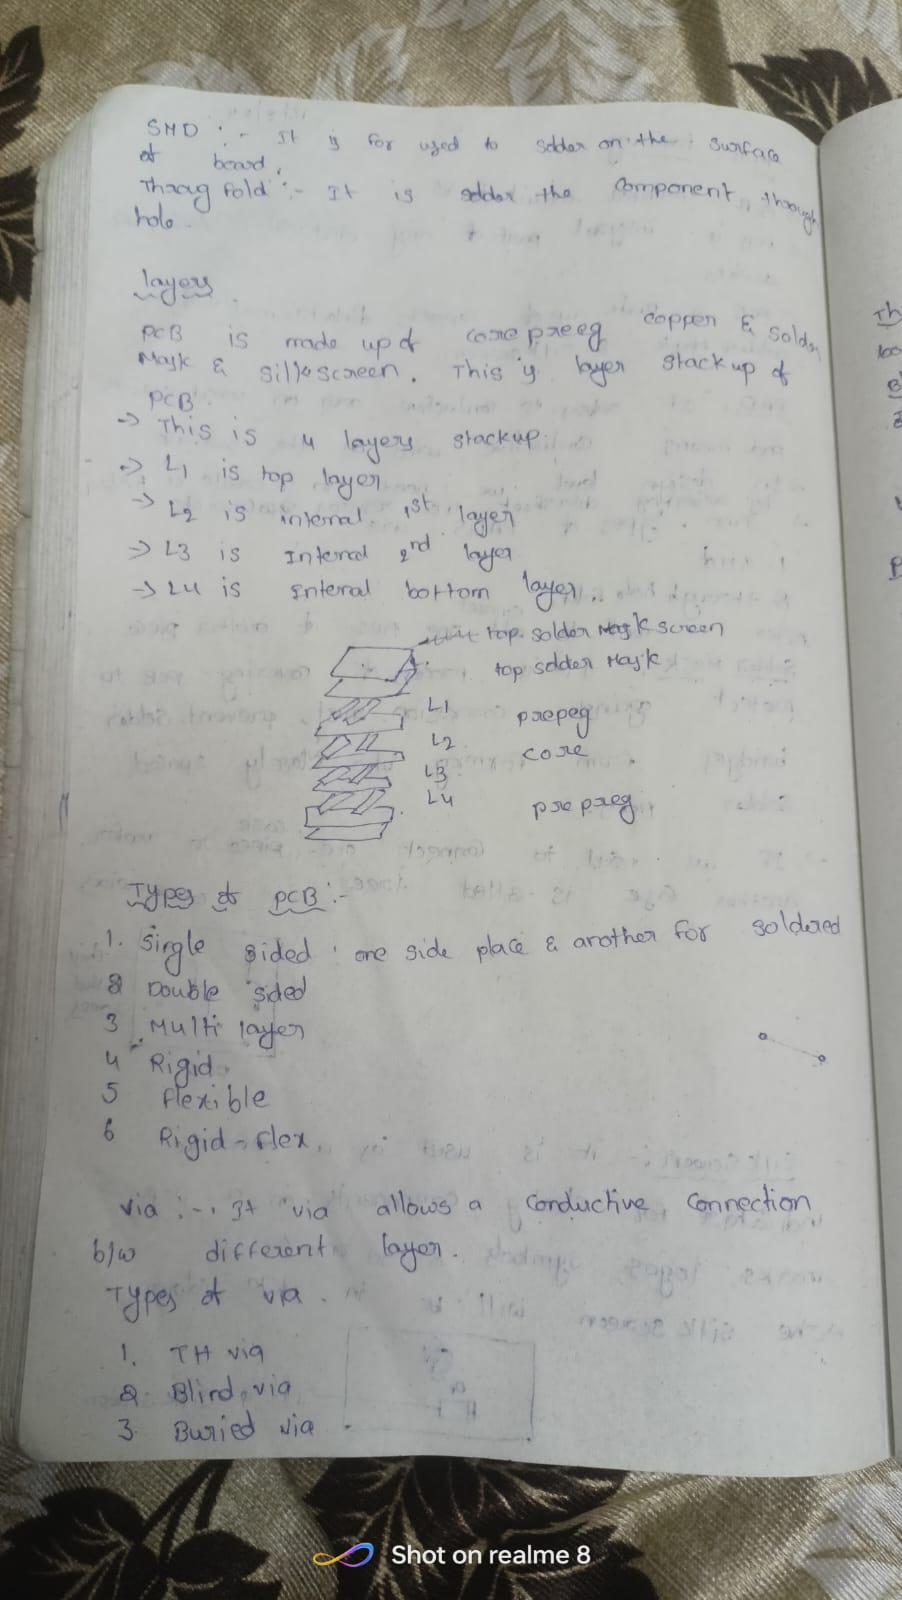 SMD :- It is for used to solder on the surface
of board.
Throug hold :- It is solder the component through
hole.
layers
PCB is made up of core prepeg copper & solder
Mask & silkscreen. This is layer stack up of
PCB.
-> This is 4 layers stackup.
-> L1 is top layer
-> L2 is internal 1st layer
-> L3 is Internal 2nd layer
-> L4 is Internal bottom layer.
top solder Mask screen
top solder Mask
L1
prepeg
L2
core
L3
L4
prepreg
Types of PCB :-
1. Single sided : one side place & another for soldered
2 Double sided
3 Multi layer
4 Rigid
5 flexible
6 Rigid-flex.
via :- It via allows a conductive connection
b/w different layer.
Types of via.
1. TH via
2. Blind via
3. Buried via
Shot on realme 8